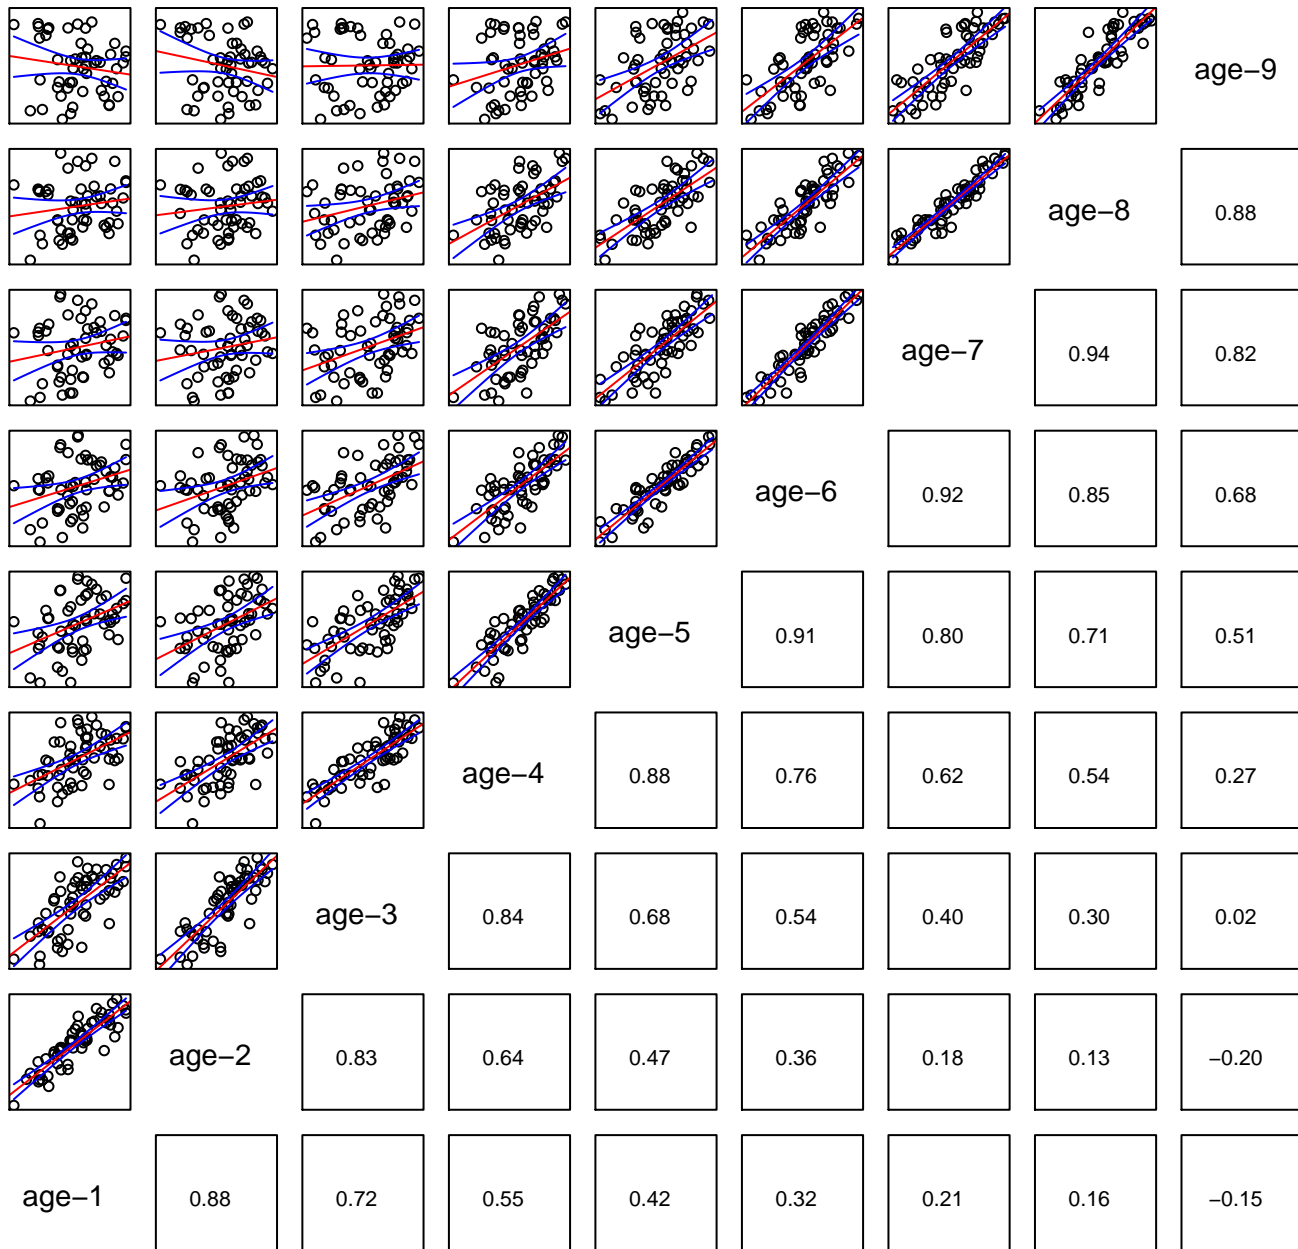 age−9
age−8 0.88
age−7 0.94 0.82
age−6 0.92 0.85 0.68
age−5 0.91 0.80 0.71 0.51
age−4 0.88 0.76 0.62 0.54 0.27
age−3 0.84 0.68 0.54 0.40 0.30 0.02
age−2 0.83 0.64 0.47 0.36 0.18 0.13 −0.20
age−1 0.88 0.72 0.55 0.42 0.32 0.21 0.16 −0.15